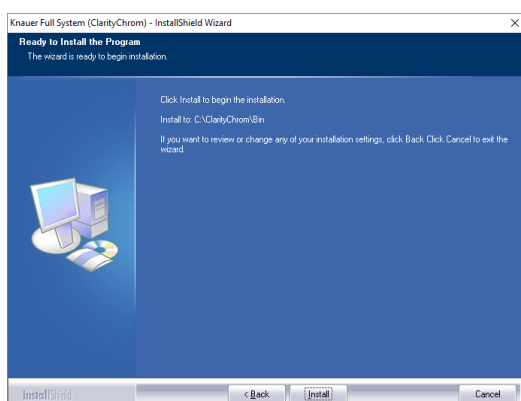 Knauer Full System (ClarityChrom) - InstallShield Wizard
Ready to Install the Program
The wizard is ready to begin installation.
Click Install to begin the installation.
Install to: C:\ClarityChrom\Bin
If you want to review or change any of your installation settings, click Back Click Cancel to exit the
wizard.
InstallShield
< Back
Install
Cancel